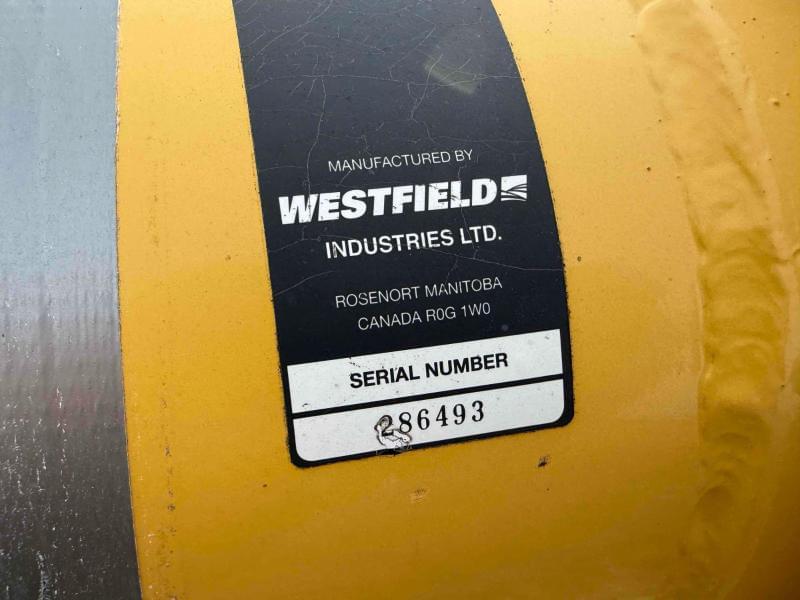 MANUFACTURED BY
WESTFIELD
INDUSTRIES LTD.
ROSENORT MANITOBA
CANADA R0G 1W0
SERIAL NUMBER
286493